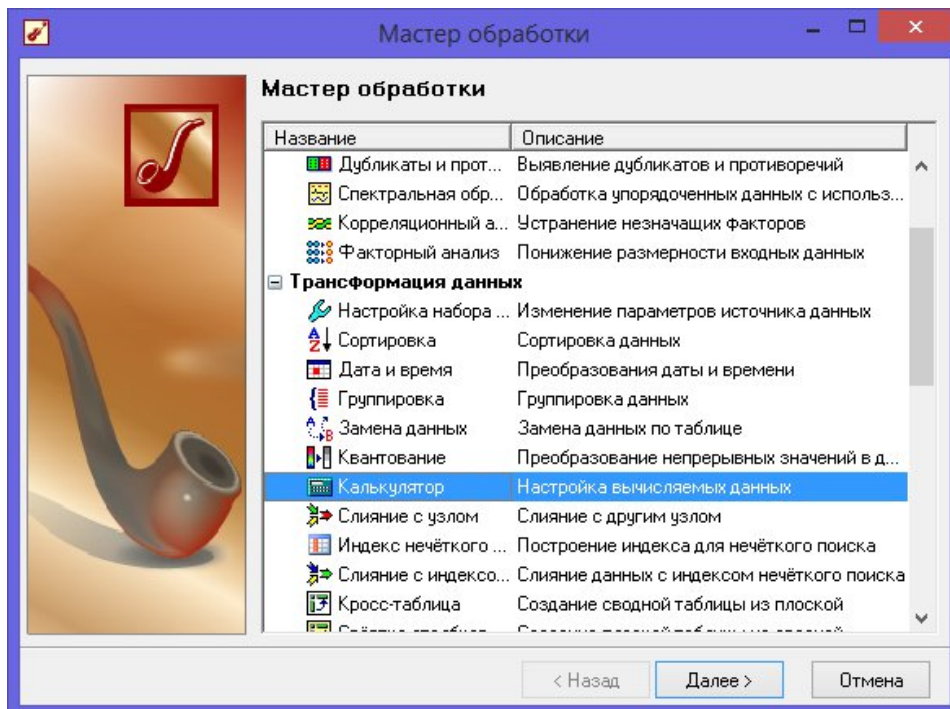 Мастер обработки
Мастер обработки
Название Описание
Дубликаты и прот... Выявление дубликатов и противоречий
Спектральная обр... Обработка упорядоченных данных с использ...
Корреляционный а... Устранение незначащих факторов
Факторный анализ Понижение размерности входных данных
Трансформация данных
Настройка набора ... Изменение параметров источника данных
Сортировка Сортировка данных
Дата и время Преобразования даты и времени
Группировка Группировка данных
Замена данных Замена данных по таблице
Квантование Преобразование непрерывных значений в д...
Калькулятор Настройка вычисляемых данных
Слияние с узлом Слияние с другим узлом
Индекс нечёткого ... Построение индекса для нечёткого поиска
Слияние с индексо... Слияние данных с индексом нечёткого поиска
Кросс-таблица Создание сводной таблицы из плоской
< Назад Далее > Отмена